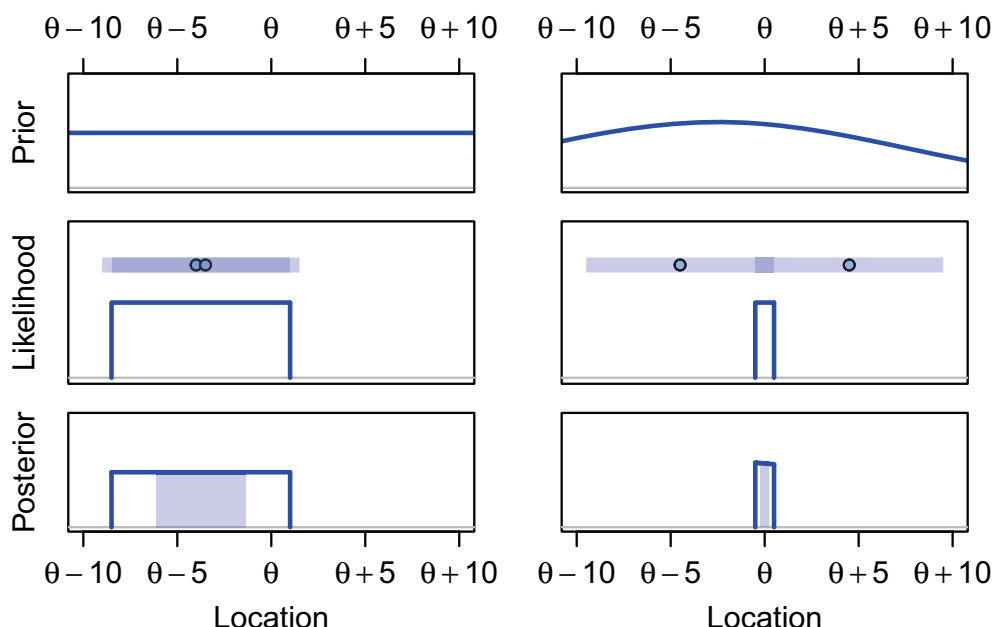 θ − 10 θ − 5 θ θ + 5 θ + 10 θ − 10 θ − 5 θ θ + 5 θ + 10
Prior
Likelihood
Posterior
θ − 10 θ − 5 θ θ + 5 θ + 10 θ − 10 θ − 5 θ θ + 5 θ + 10
Location Location